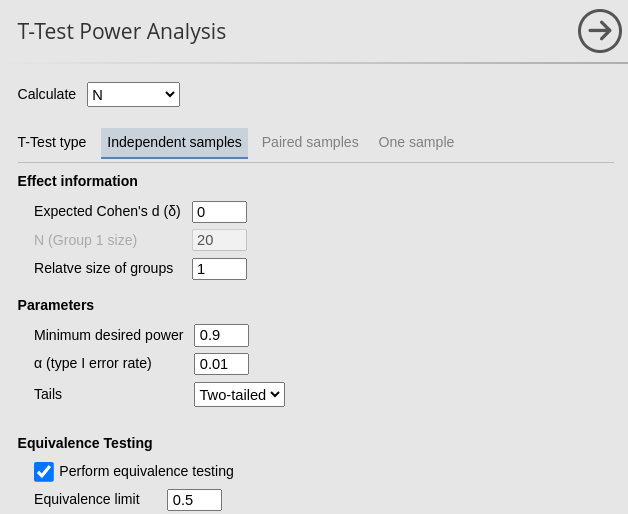 T-Test Power Analysis
Calculate N
T-Test type Independent samples Paired samples One sample
Effect information
Expected Cohen's d (δ) 0
N (Group 1 size) 20
Relatve size of groups 1
Parameters
Minimum desired power 0.9
α (type I error rate) 0.01
Tails Two-tailed
Equivalence Testing
Perform equivalence testing
Equivalence limit 0.5